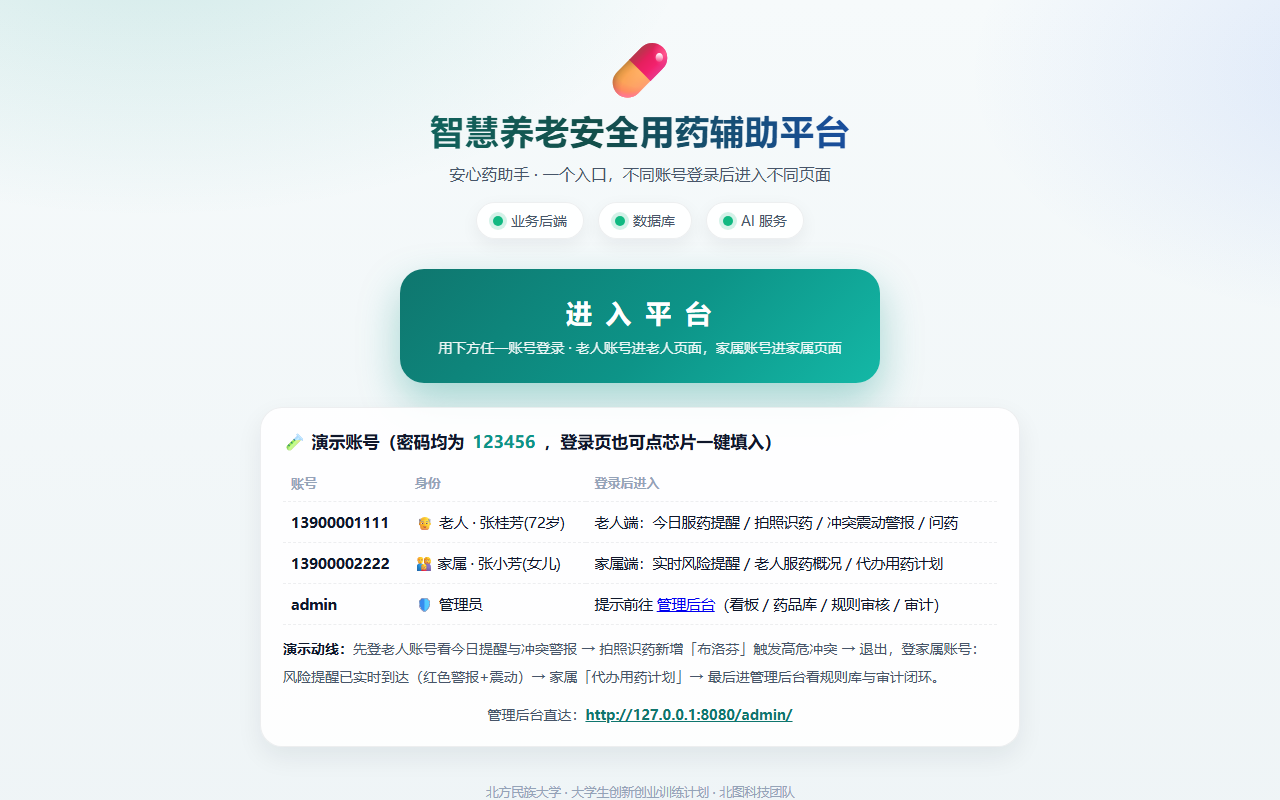 智慧养老安全用药辅助平台
安心药助手 · 一个入口，不同账号登录后进入不同页面
业务后端 数据库 AI 服务
进入平台
用下方任一账号登录 · 老人账号进老人页面，家属账号进家属页面
演示账号（密码均为 123456 ，登录页也可点芯片一键填入）
账号 身份 登录后进入
13900001111 老人 · 张桂芳(72岁) 老人端：今日服药提醒 / 拍照识药 / 冲突震动警报 / 问药
13900002222 家属 · 张小芳(女儿) 家属端：实时风险提醒 / 老人服药概况 / 代办用药计划
admin 管理员 提示前往 管理后台（看板 / 药品库 / 规则审核 / 审计）
演示动线：先登老人账号看今日提醒与冲突警报 → 拍照识药新增「布洛芬」触发高危冲突 → 退出，登家属账号：
风险提醒已实时到达（红色警报+震动）→ 家属「代办用药计划」→ 最后进管理后台看规则库与审计闭环。
管理后台直达：http://127.0.0.1:8080/admin/
北方民族大学 · 大学生创新创业训练计划 · 北图科技团队